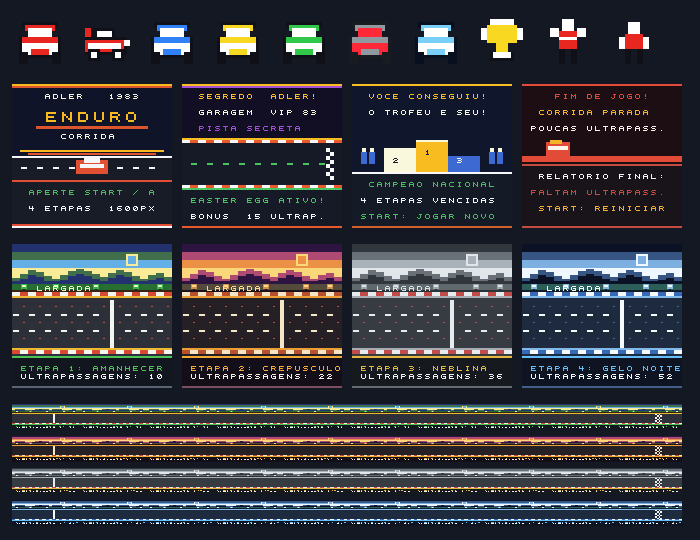 ADLER 1983
ENDURO
CORRIDA
APERTE START / A
4 ETAPAS 1600PX
SEGREDO ADLER!
GARAGEM VIP 83
PISTA SECRETA
EASTER EGG ATIVO!
BONUS 15 ULTRAP.
VOCE CONSEGUIU!
O TROFEU E SEU!
2 1 3
CAMPEAO NACIONAL
4 ETAPAS VENCIDAS
START: JOGAR NOVO
FIM DE JOGO!
CORRIDA PARADA
POUCAS ULTRAPASS.
RELATORIO FINAL:
FALTAM ULTRAPASS.
START: REINICIAR
LARGADA
ETAPA 1: AMANHECER
ULTRAPASSAGENS: 10
LARGADA
ETAPA 2: CREPUSCULO
ULTRAPASSAGENS: 22
LARGADA
ETAPA 3: NEBLINA
ULTRAPASSAGENS: 36
LARGADA
ETAPA 4: GELO NOITE
ULTRAPASSAGENS: 52